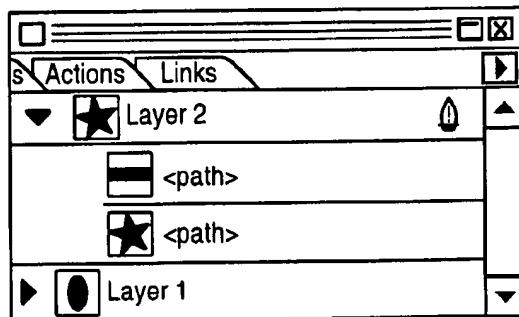 s Actions Links
Layer 2
<path>
<path>
Layer 1